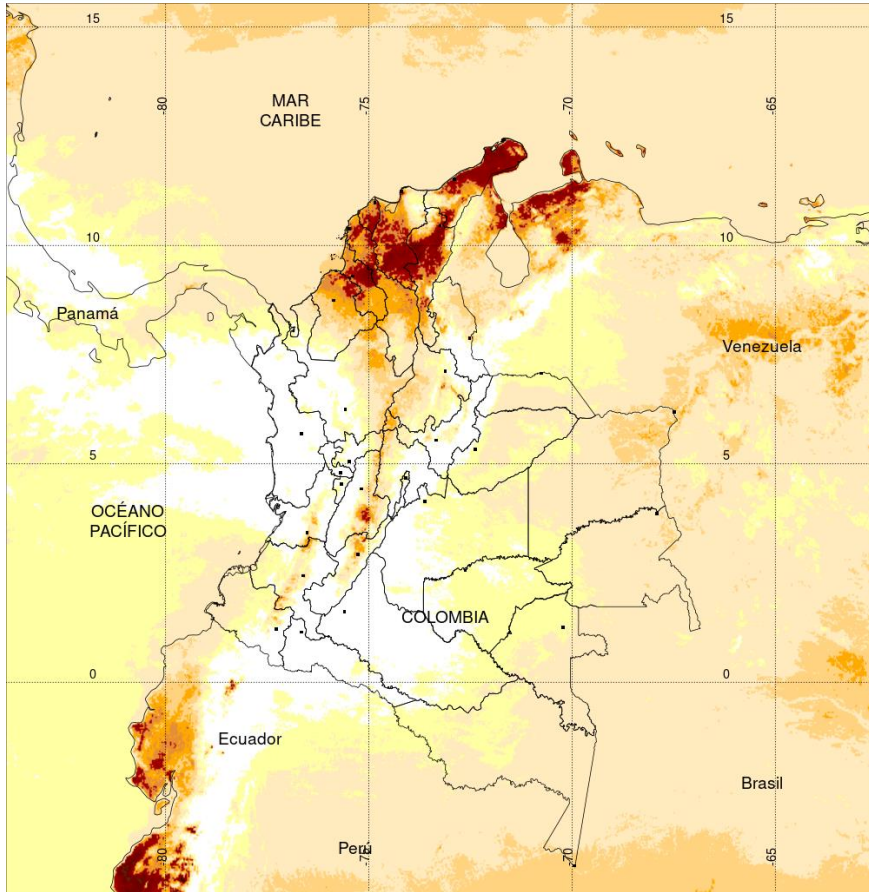 15
15
-80
-75
-70
-65
MAR
CARIBE
10
10
Panamá
Venezuela
5
5
OCÉANO
PACÍFICO
COLOMBIA
0
0
Ecuador
Brasil
Perú
-80
-75
-70
-65